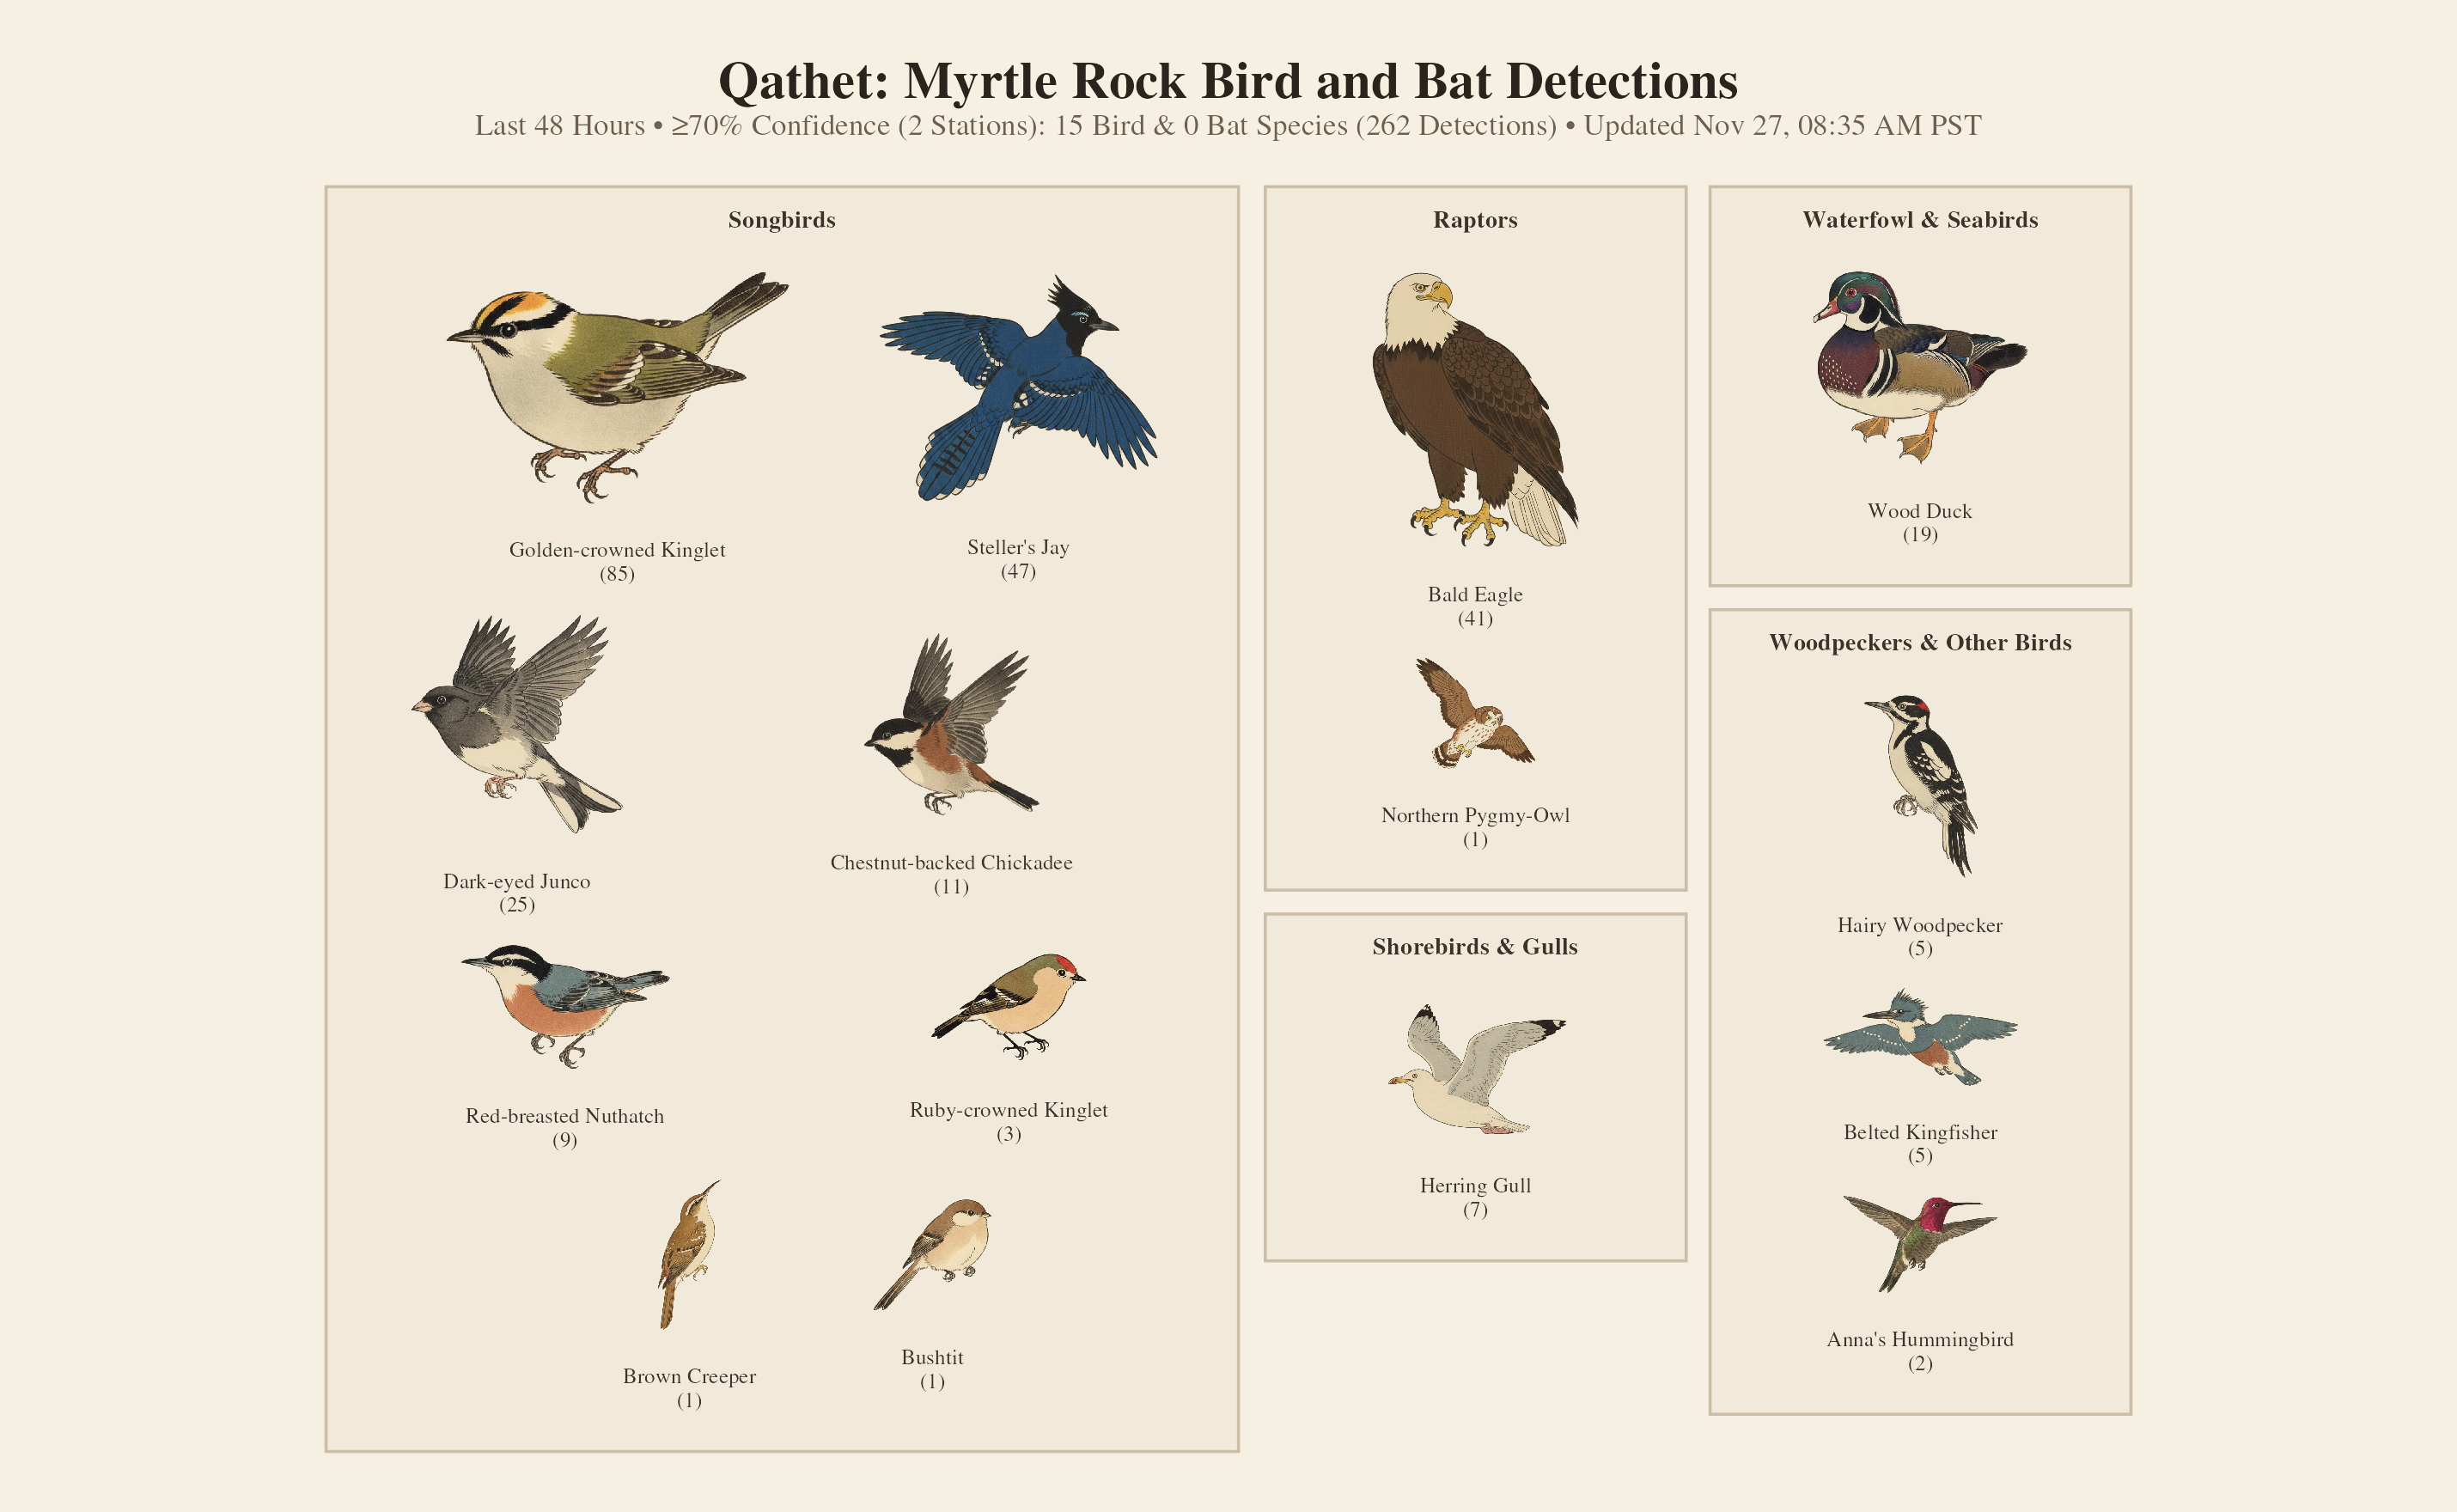 Qathet: Myrtle Rock Bird and Bat Detections
Last 48 Hours • ≥70% Confidence (2 Stations): 15 Bird & 0 Bat Species (262 Detections) • Updated Nov 27, 08:35 AM PST
Songbirds
Golden-crowned Kinglet
(85)
Steller's Jay
(47)
Dark-eyed Junco
(25)
Chestnut-backed Chickadee
(11)
Red-breasted Nuthatch
(9)
Ruby-crowned Kinglet
(3)
Brown Creeper
(1)
Bushtit
(1)
Raptors
Bald Eagle
(41)
Northern Pygmy-Owl
(1)
Shorebirds & Gulls
Herring Gull
(7)
Waterfowl & Seabirds
Wood Duck
(19)
Woodpeckers & Other Birds
Hairy Woodpecker
(5)
Belted Kingfisher
(5)
Anna's Hummingbird
(2)